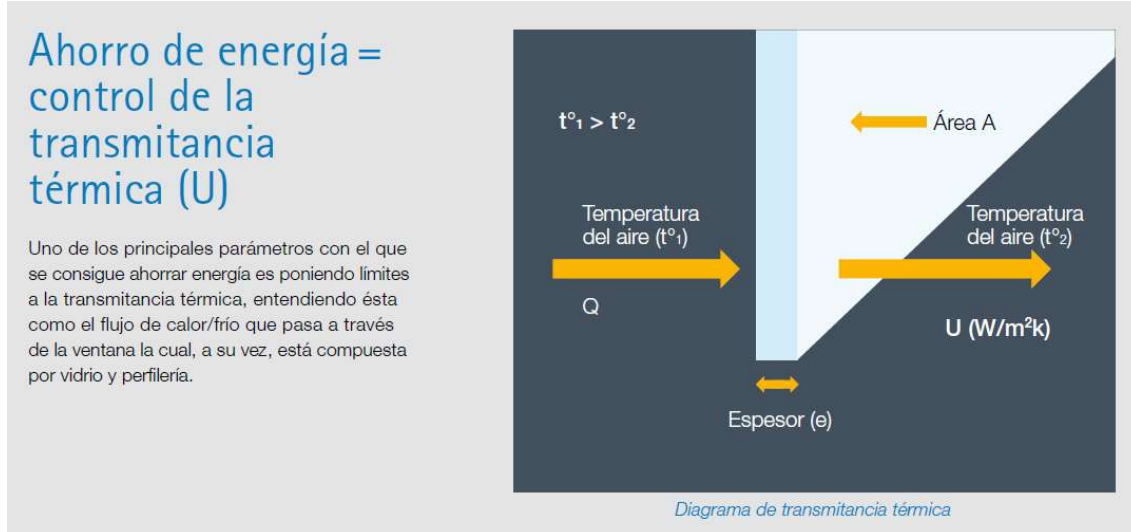 Ahorro de energía =
control de la
transmitancia
térmica (U)
Uno de los principales parámetros con el que
se consigue ahorrar energía es poniendo límites
a la transmitancia térmica, entendiendo ésta
como el flujo de calor/frío que pasa a través
de la ventana la cual, a su vez, está compuesta
por vidrio y perfilería.
t°₁ > t°₂
Área A
Temperatura
del aire (t°₁)
Temperatura
del aire (t°₂)
Q
U (W/m²k)
Espesor (e)
Diagrama de transmitancia térmica